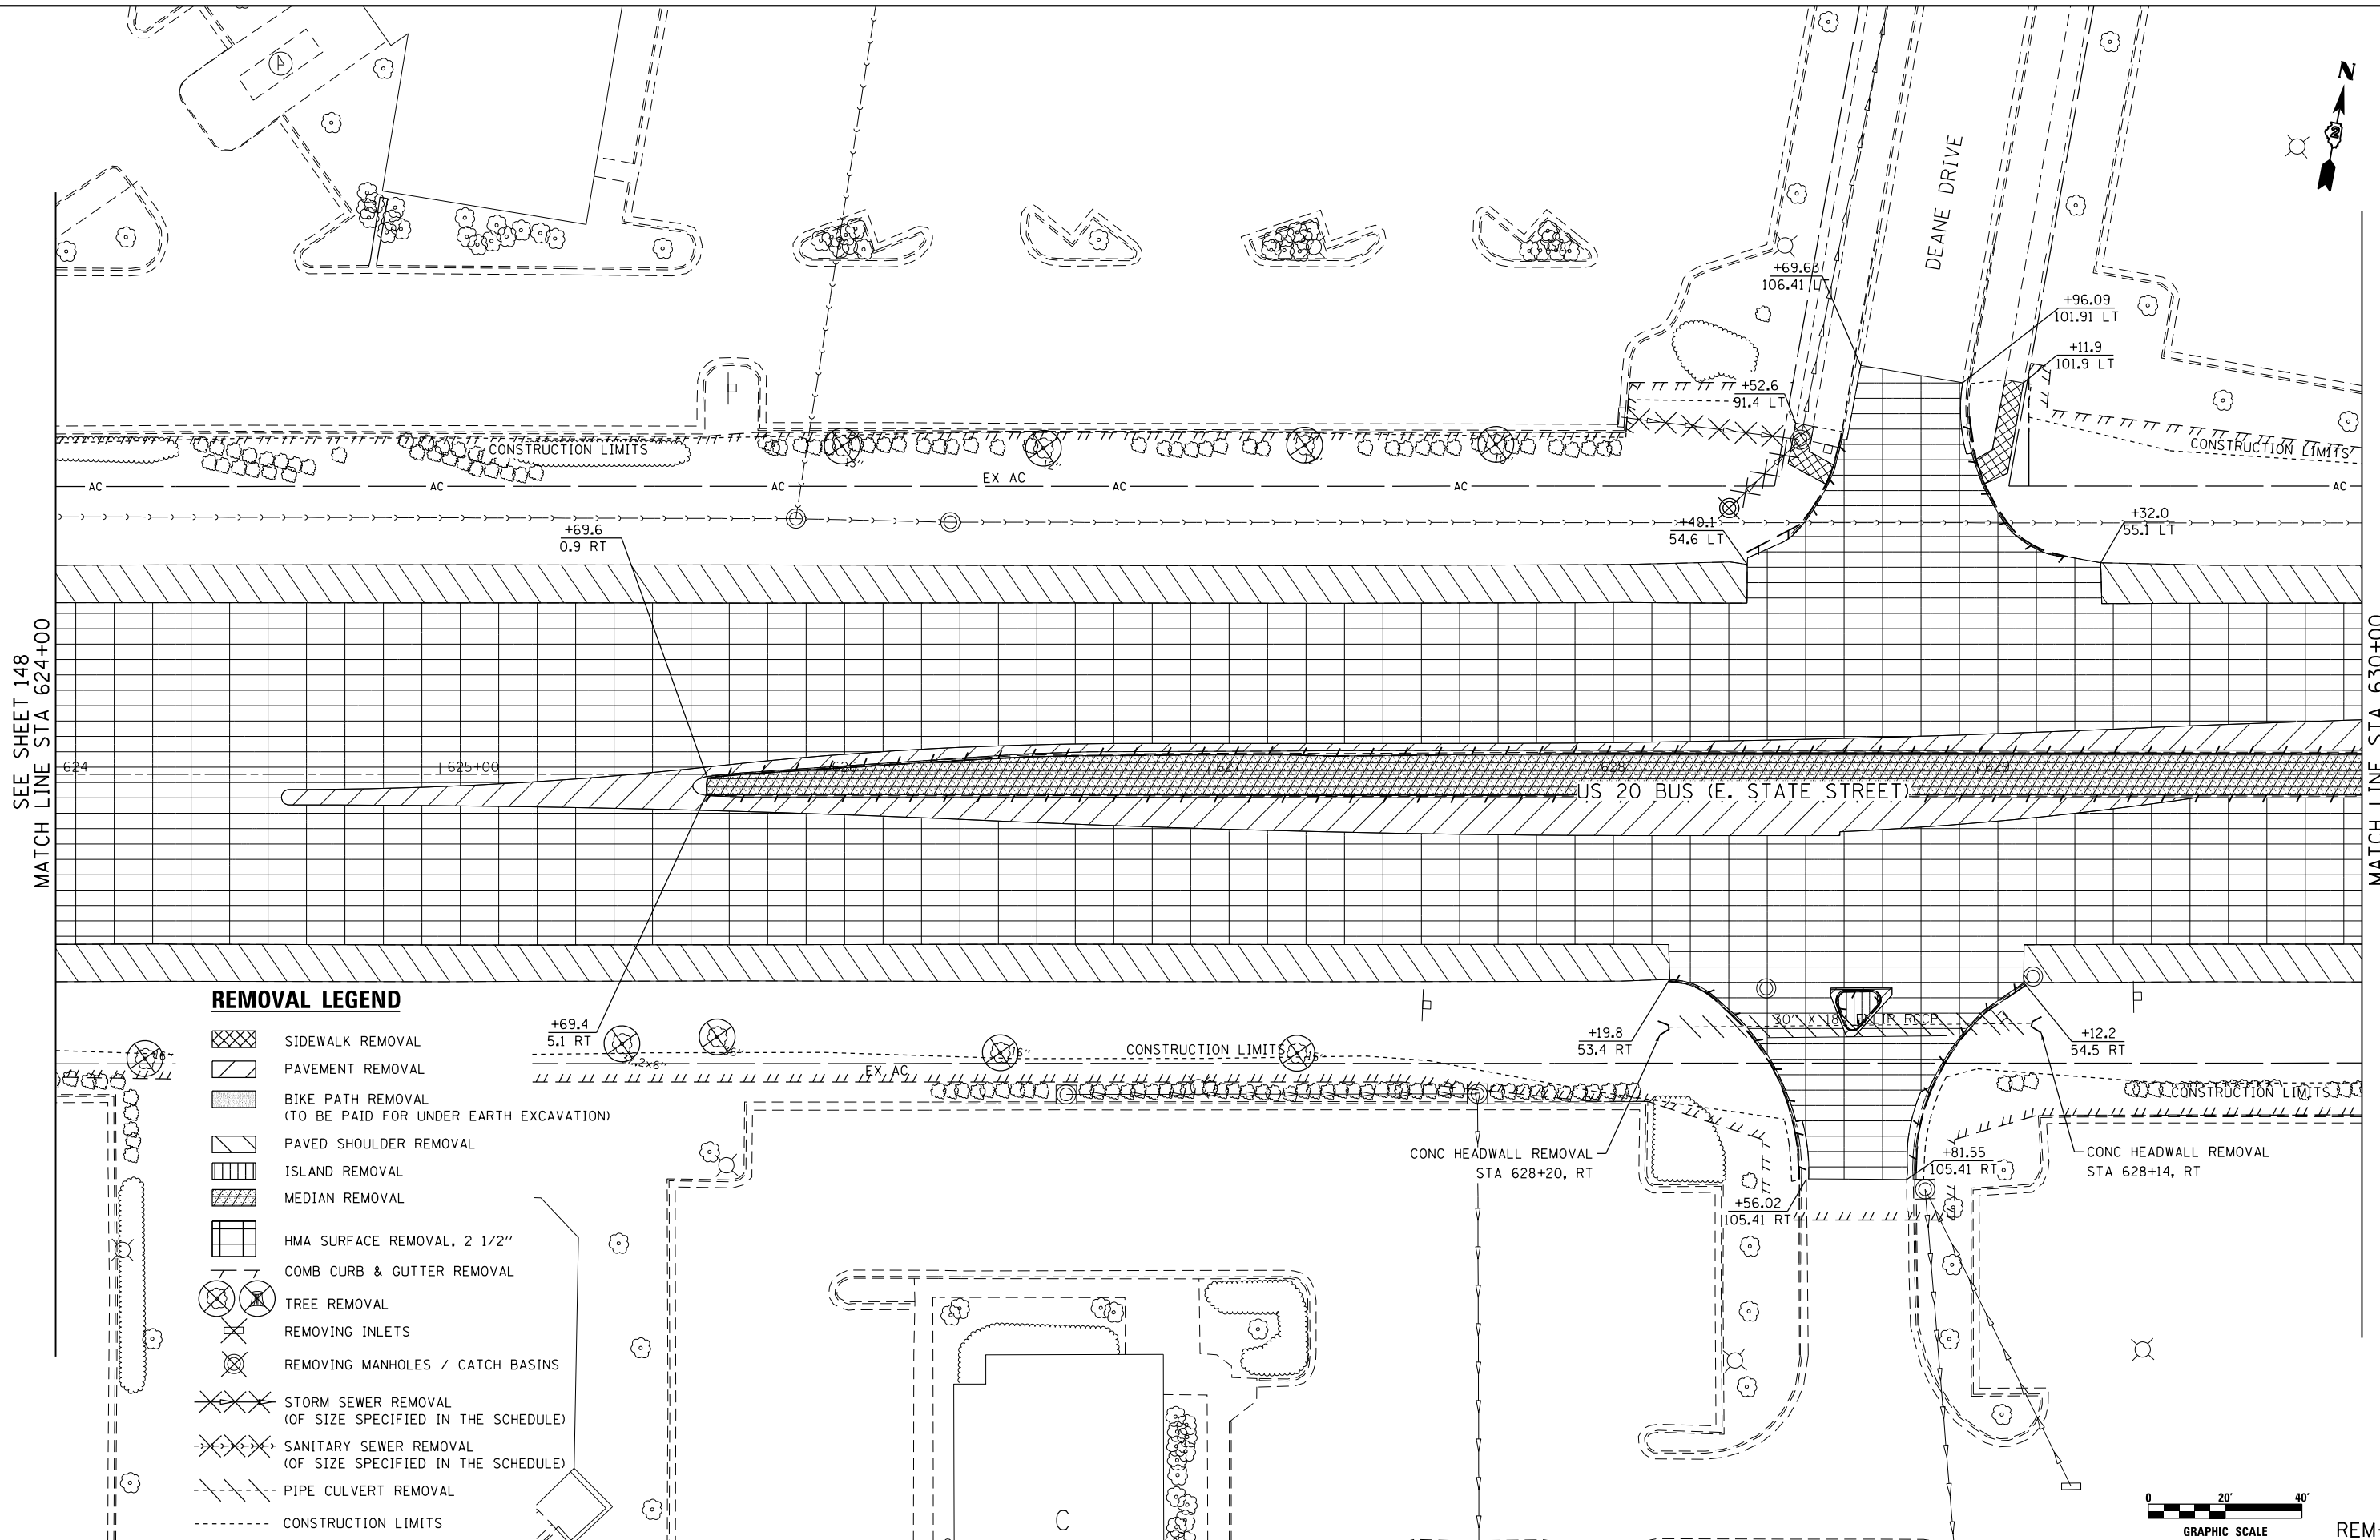 N
2
DEANE DRIVE
+69.63
106.41 LT
+96.09
101.91 LT
+11.9
101.9 LT
+52.6
91.4 LT
CONSTRUCTION LIMITS
CONSTRUCTION LIMITS
13"
12"
AC
AC
AC
EX AC
AC
AC
AC
+69.6
0.9 RT
+40.1
54.6 LT
+32.0
55.1 LT
SEE SHEET 148
MATCH LINE STA 624+00
MATCH LINE STA 630+00
624
625+00
626
627
628
629
US 20 BUS (E. STATE STREET)
REMOVAL LEGEND
SIDEWALK REMOVAL
PAVEMENT REMOVAL
BIKE PATH REMOVAL
(TO BE PAID FOR UNDER EARTH EXCAVATION)
PAVED SHOULDER REMOVAL
ISLAND REMOVAL
MEDIAN REMOVAL
HMA SURFACE REMOVAL, 2 1/2"
COMB CURB & GUTTER REMOVAL
TREE REMOVAL
REMOVING INLETS
REMOVING MANHOLES / CATCH BASINS
STORM SEWER REMOVAL
(OF SIZE SPECIFIED IN THE SCHEDULE)
SANITARY SEWER REMOVAL
(OF SIZE SPECIFIED IN THE SCHEDULE)
PIPE CULVERT REMOVAL
CONSTRUCTION LIMITS
+69.4
5.1 RT
16"
36"
16"
15"
CONSTRUCTION LIMITS
EX AC
+19.8
53.4 RT
+12.2
54.5 RT
CONSTRUCTION LIMITS
CONC HEADWALL REMOVAL
STA 628+20, RT
CONC HEADWALL REMOVAL
STA 628+14, RT
+81.55
105.41 RT
+56.02
105.41 RT
C
0 20' 40'
GRAPHIC SCALE